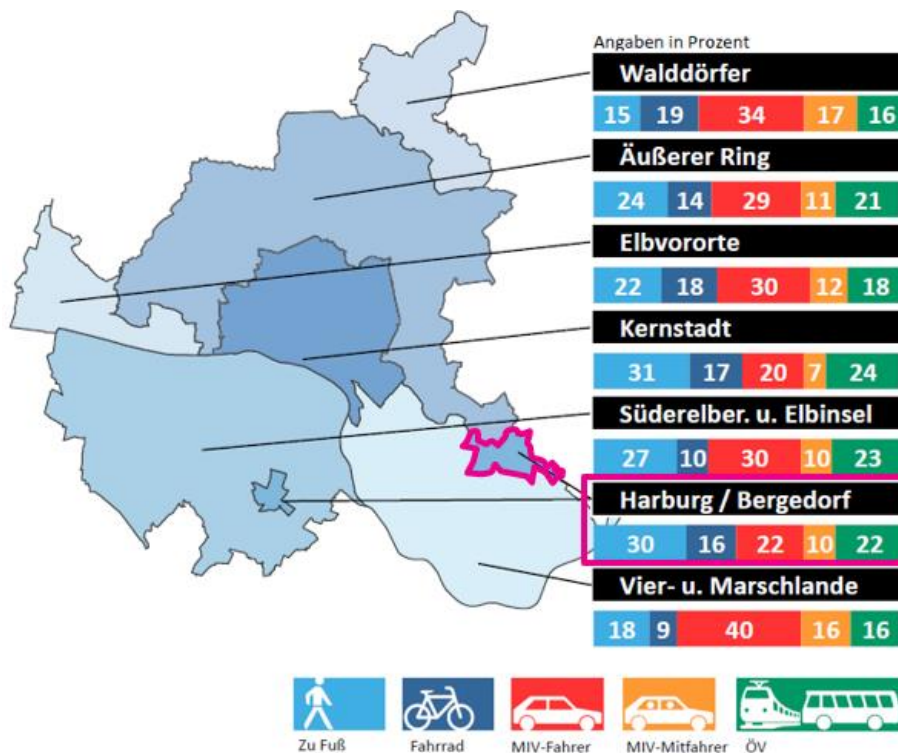 Angaben in Prozent
Walddörfer
15 19 34 17 16
Äußerer Ring
24 14 29 11 21
Elbvororte
22 18 30 12 18
Kernstadt
31 17 20 7 24
Süderelber. u. Elbinsel
27 10 30 10 23
Harburg / Bergedorf
30 16 22 10 22
Vier- u. Marschlande
18 9 40 16 16
Zu Fuß Fahrrad MIV-Fahrer MIV-Mitfahrer ÖV